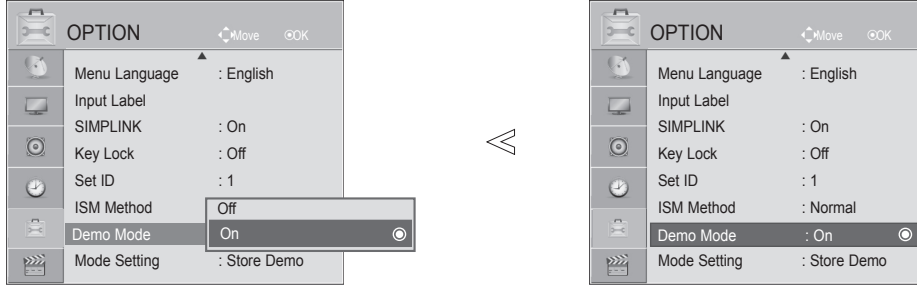 OPTION Move OK
Menu Language : English
Input Label
SIMPLINK : On
Key Lock : Off
Set ID : 1
ISM Method Off
Demo Mode On
Mode Setting : Store Demo
OPTION Move OK
Menu Language : English
Input Label
SIMPLINK : On
Key Lock : Off
Set ID : 1
ISM Method : Normal
Demo Mode : On
Mode Setting : Store Demo